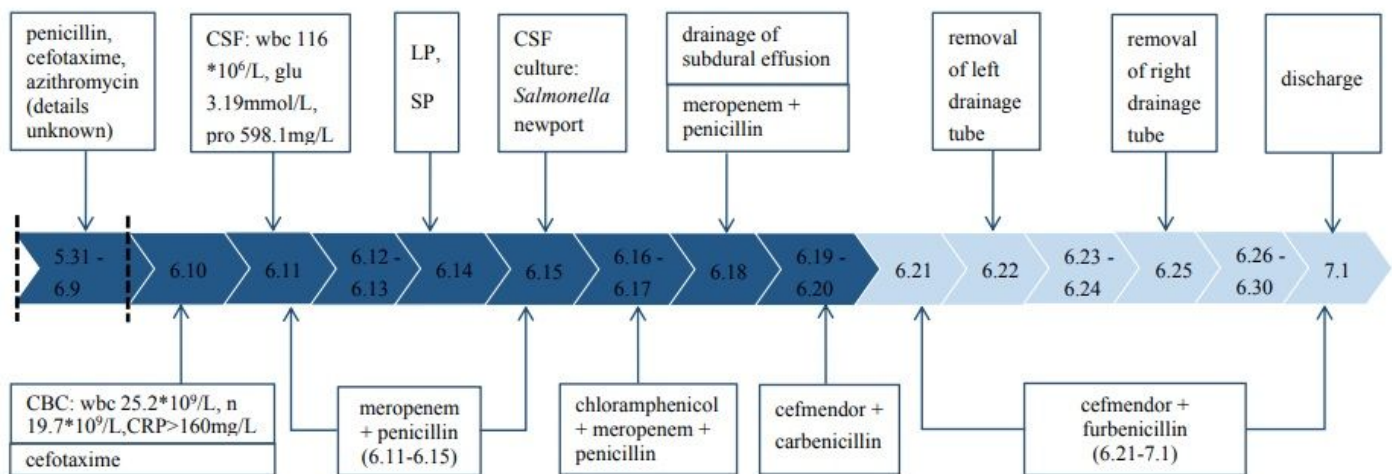 penicillin,
cefotaxime,
azithromycin
(details
unknown)
CSF: wbc 116
*10⁶/L, glu
3.19mmol/L,
pro 598.1mg/L
LP,
SP
CSF
culture:
Salmonella
newport
drainage of
subdural effusion
meropenem +
penicillin
removal
of left
drainage
tube
removal
of right
drainage
tube
discharge
5.31 -
6.9
6.10
6.11
6.12 -
6.13
6.14
6.15
6.16 -
6.17
6.18
6.19 -
6.20
6.21
6.22
6.23 -
6.24
6.25
6.26 -
6.30
7.1
CBC: wbc 25.2*10⁹/L, n
19.7*10⁹/L,CRP>160mg/L
cefotaxime
meropenem
+ penicillin
(6.11-6.15)
chloramphenicol
+ meropenem +
penicillin
cefmendor +
carbenicillin
cefmendor +
furbenicillin
(6.21-7.1)